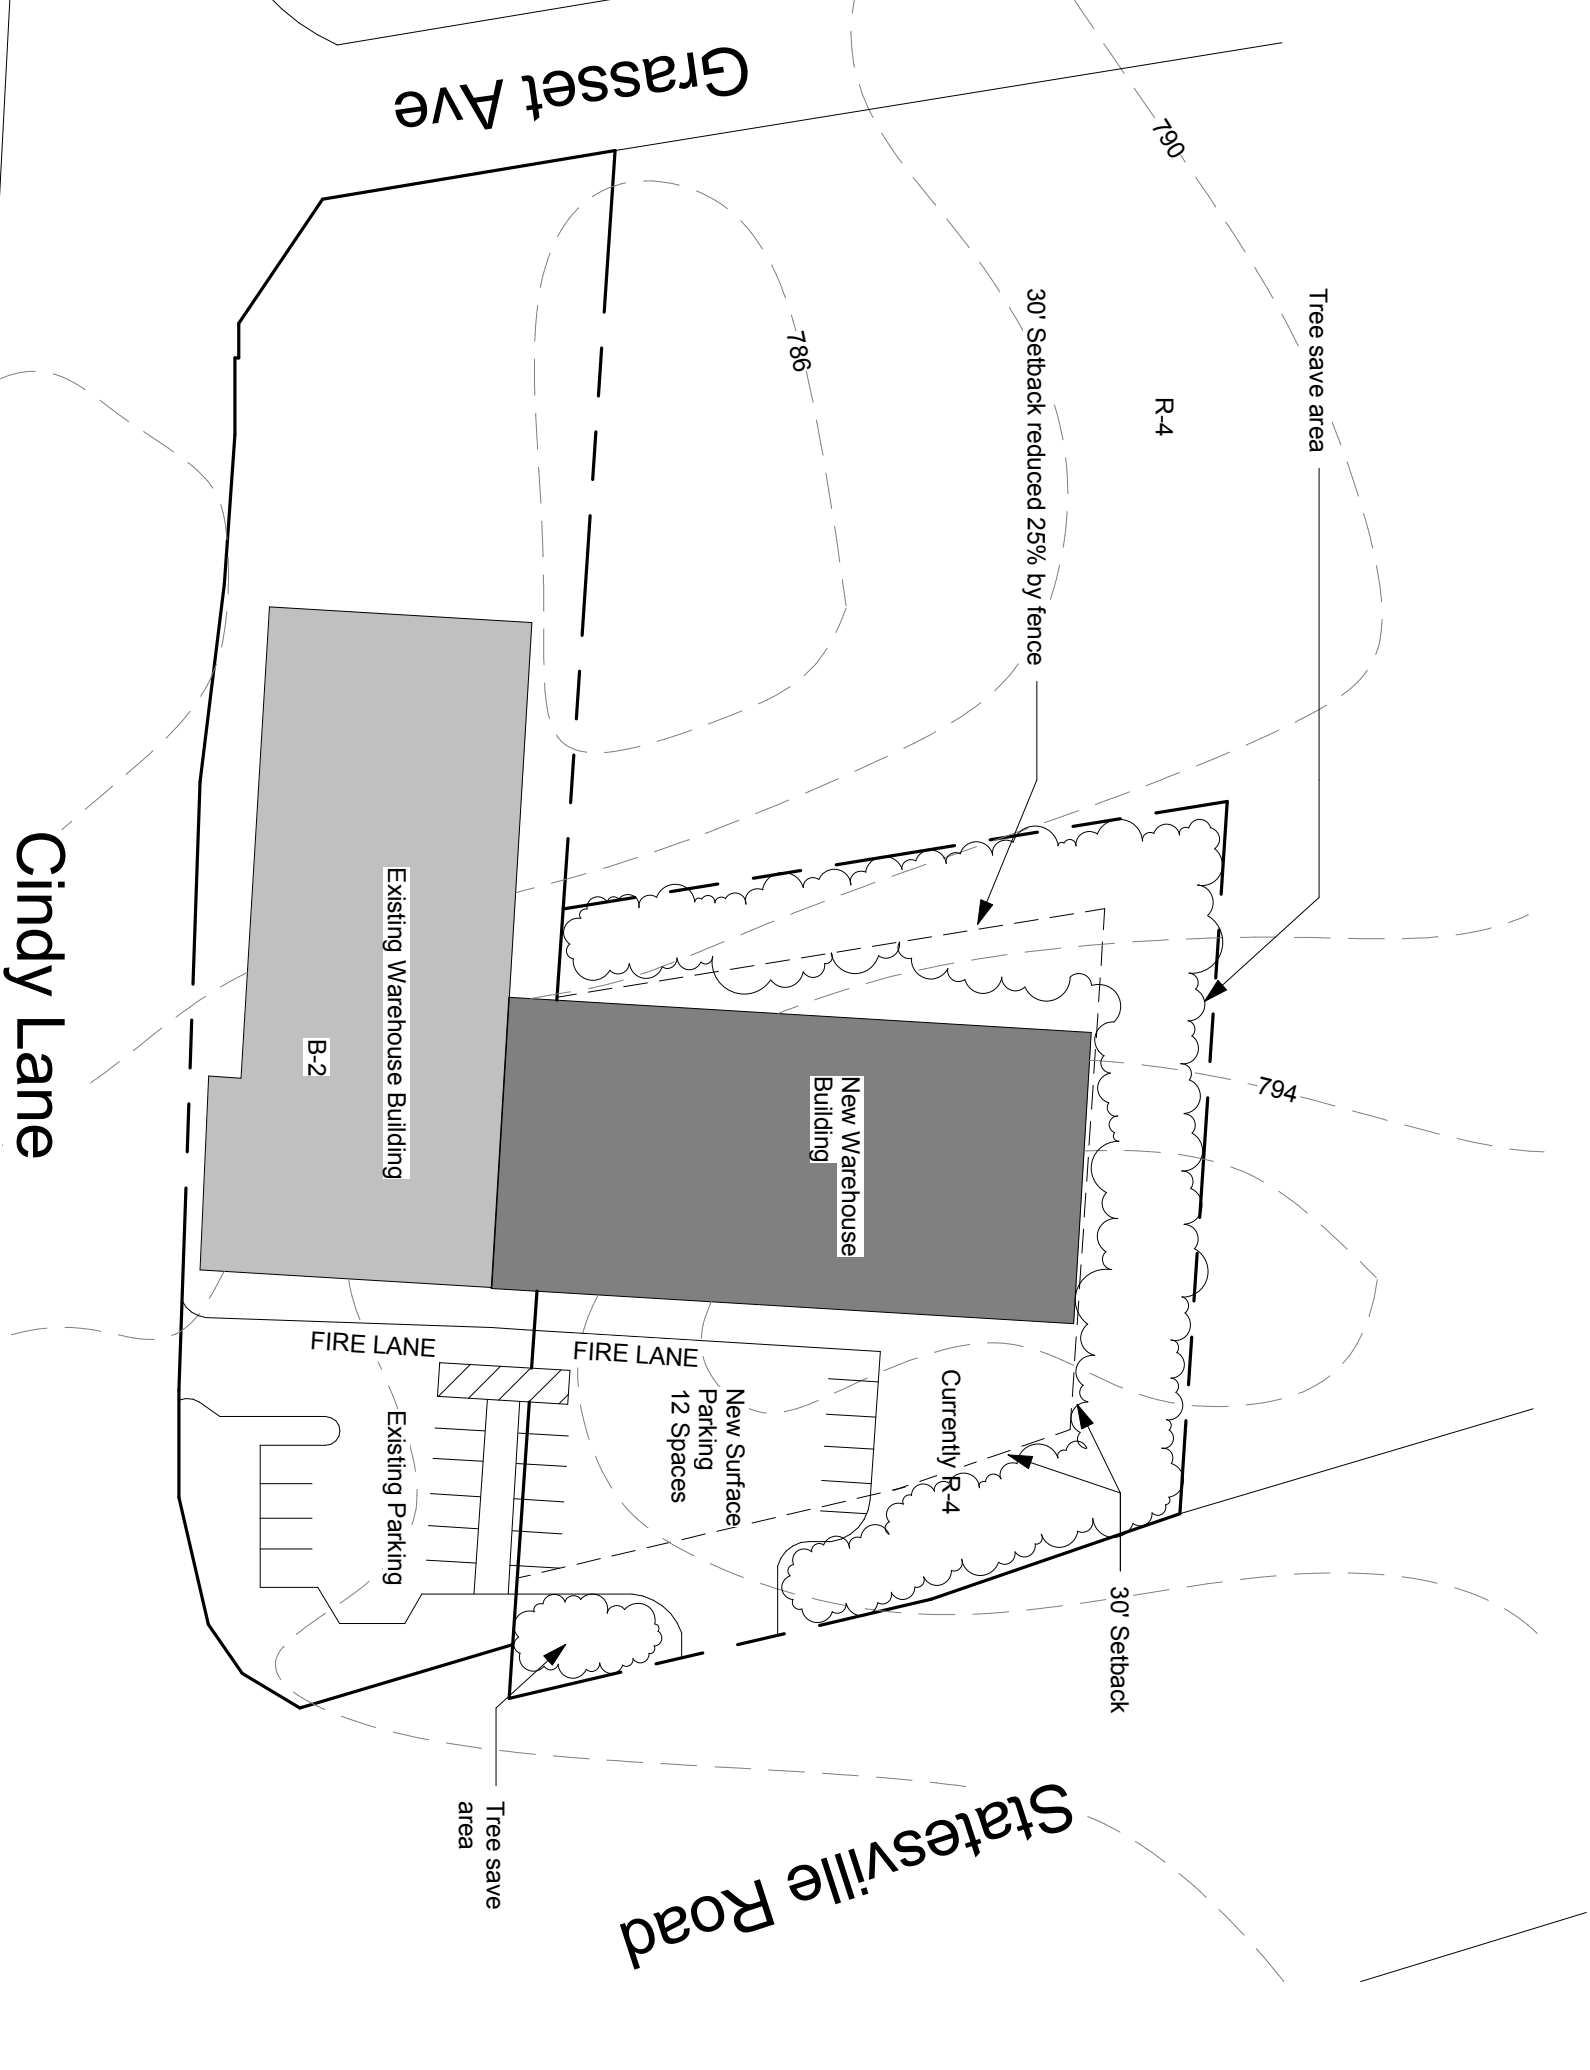 Grasset Ave
790
786
Tree save area
R-4
30' Setback reduced 25% by fence
794
Existing Warehouse Building
B-2
New Warehouse
Building
Cindy Lane
FIRE LANE
FIRE LANE
New Surface
Parking
12 Spaces
Existing Parking
Currently R-4
30' Setback
Tree save
area
Statesville Road